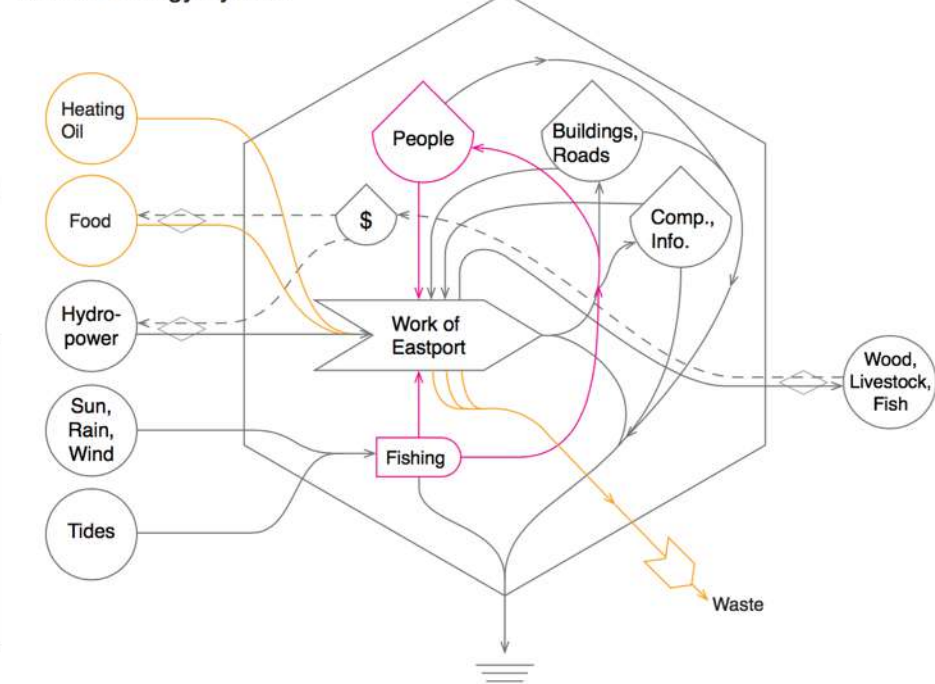 Heating
Oil
Food
Hydro-
power
Sun,
Rain,
Wind
Tides
People
$
Buildings,
Roads
Comp.,
Info.
Work of
Eastport
Fishing
Wood,
Livestock,
Fish
Waste